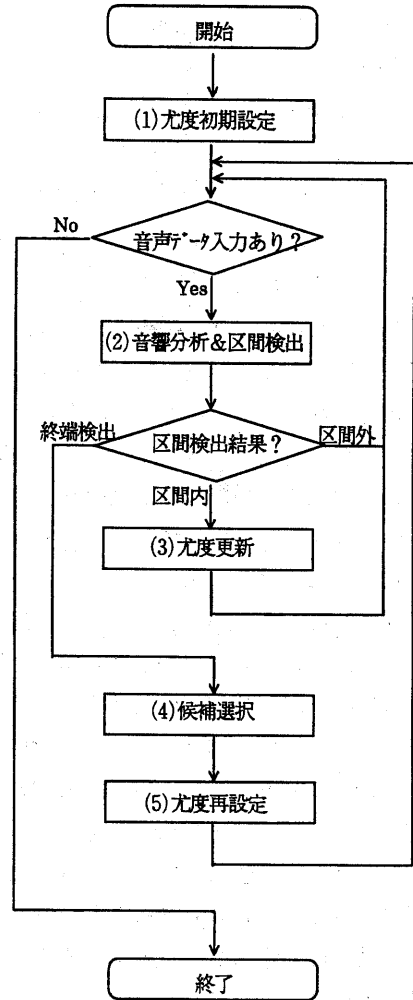 開始
(1)尤度初期設定
No
音声ﾃﾞｰﾀ入力あり?
Yes
(2)音響分析&区間検出
終端検出
区間検出結果?
区間外
区間内
(3)尤度更新
(4)候補選択
(5)尤度再設定
終了